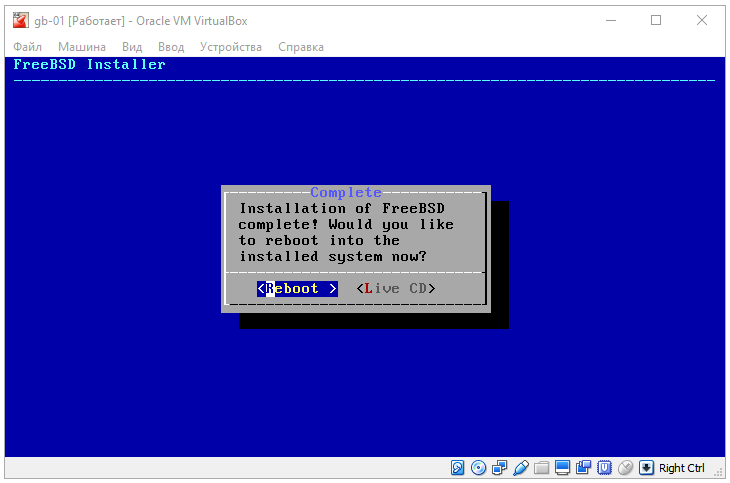 gb-01 [Работает] - Oracle VM VirtualBox
Файл Машина Вид Ввод Устройства Справка
FreeBSD Installer
Complete
Installation of FreeBSD
complete! Would you like
to reboot into the
installed system now?
<Reboot > <Live CD>
Right Ctrl